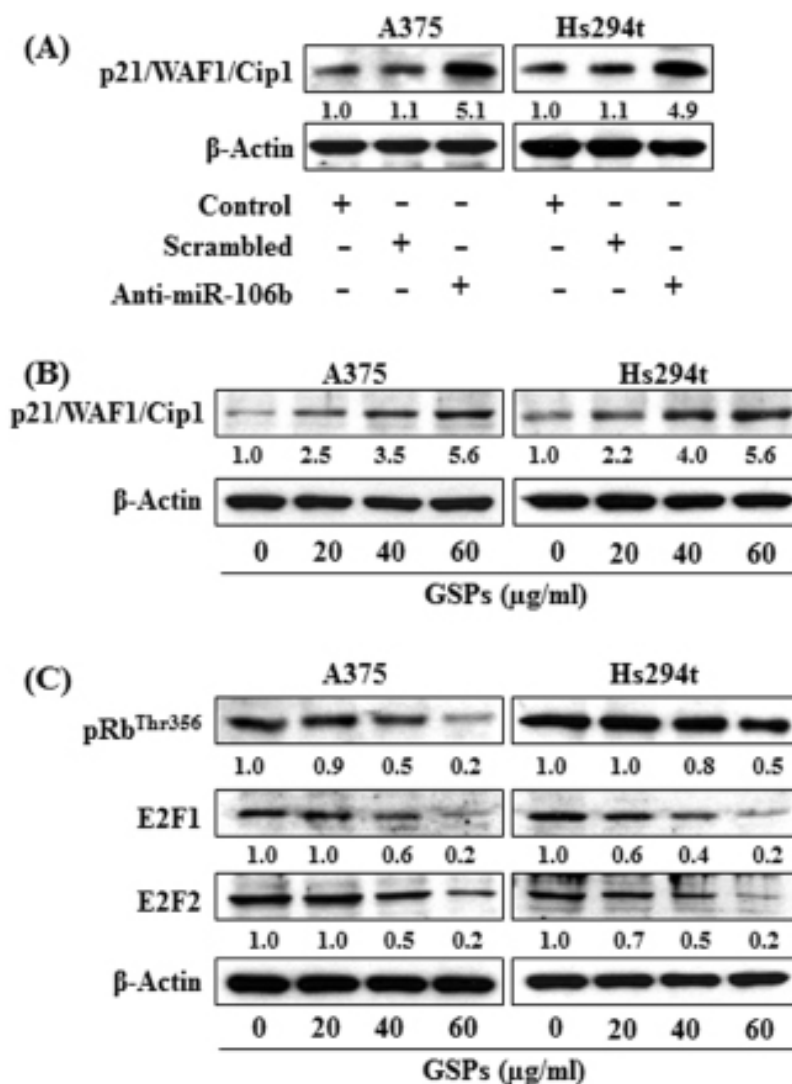 (A)
A375 Hs294t
p21/WAF1/Cip1
1.0 1.1 5.1 1.0 1.1 4.9
β-Actin
Control + - - + - -
Scrambled - + - - + -
Anti-miR-106b - - + - - +
(B)
A375 Hs294t
p21/WAF1/Cip1
1.0 2.5 3.5 5.6 1.0 2.2 4.0 5.6
β-Actin
0 20 40 60 0 20 40 60
GSPs (µg/ml)
(C)
A375 Hs294t
pRbThr356
1.0 0.9 0.5 0.2 1.0 1.0 0.8 0.5
E2F1
1.0 1.0 0.6 0.2 1.0 0.6 0.4 0.2
E2F2
1.0 1.0 0.5 0.2 1.0 0.7 0.5 0.2
β-Actin
0 20 40 60 0 20 40 60
GSPs (µg/ml)